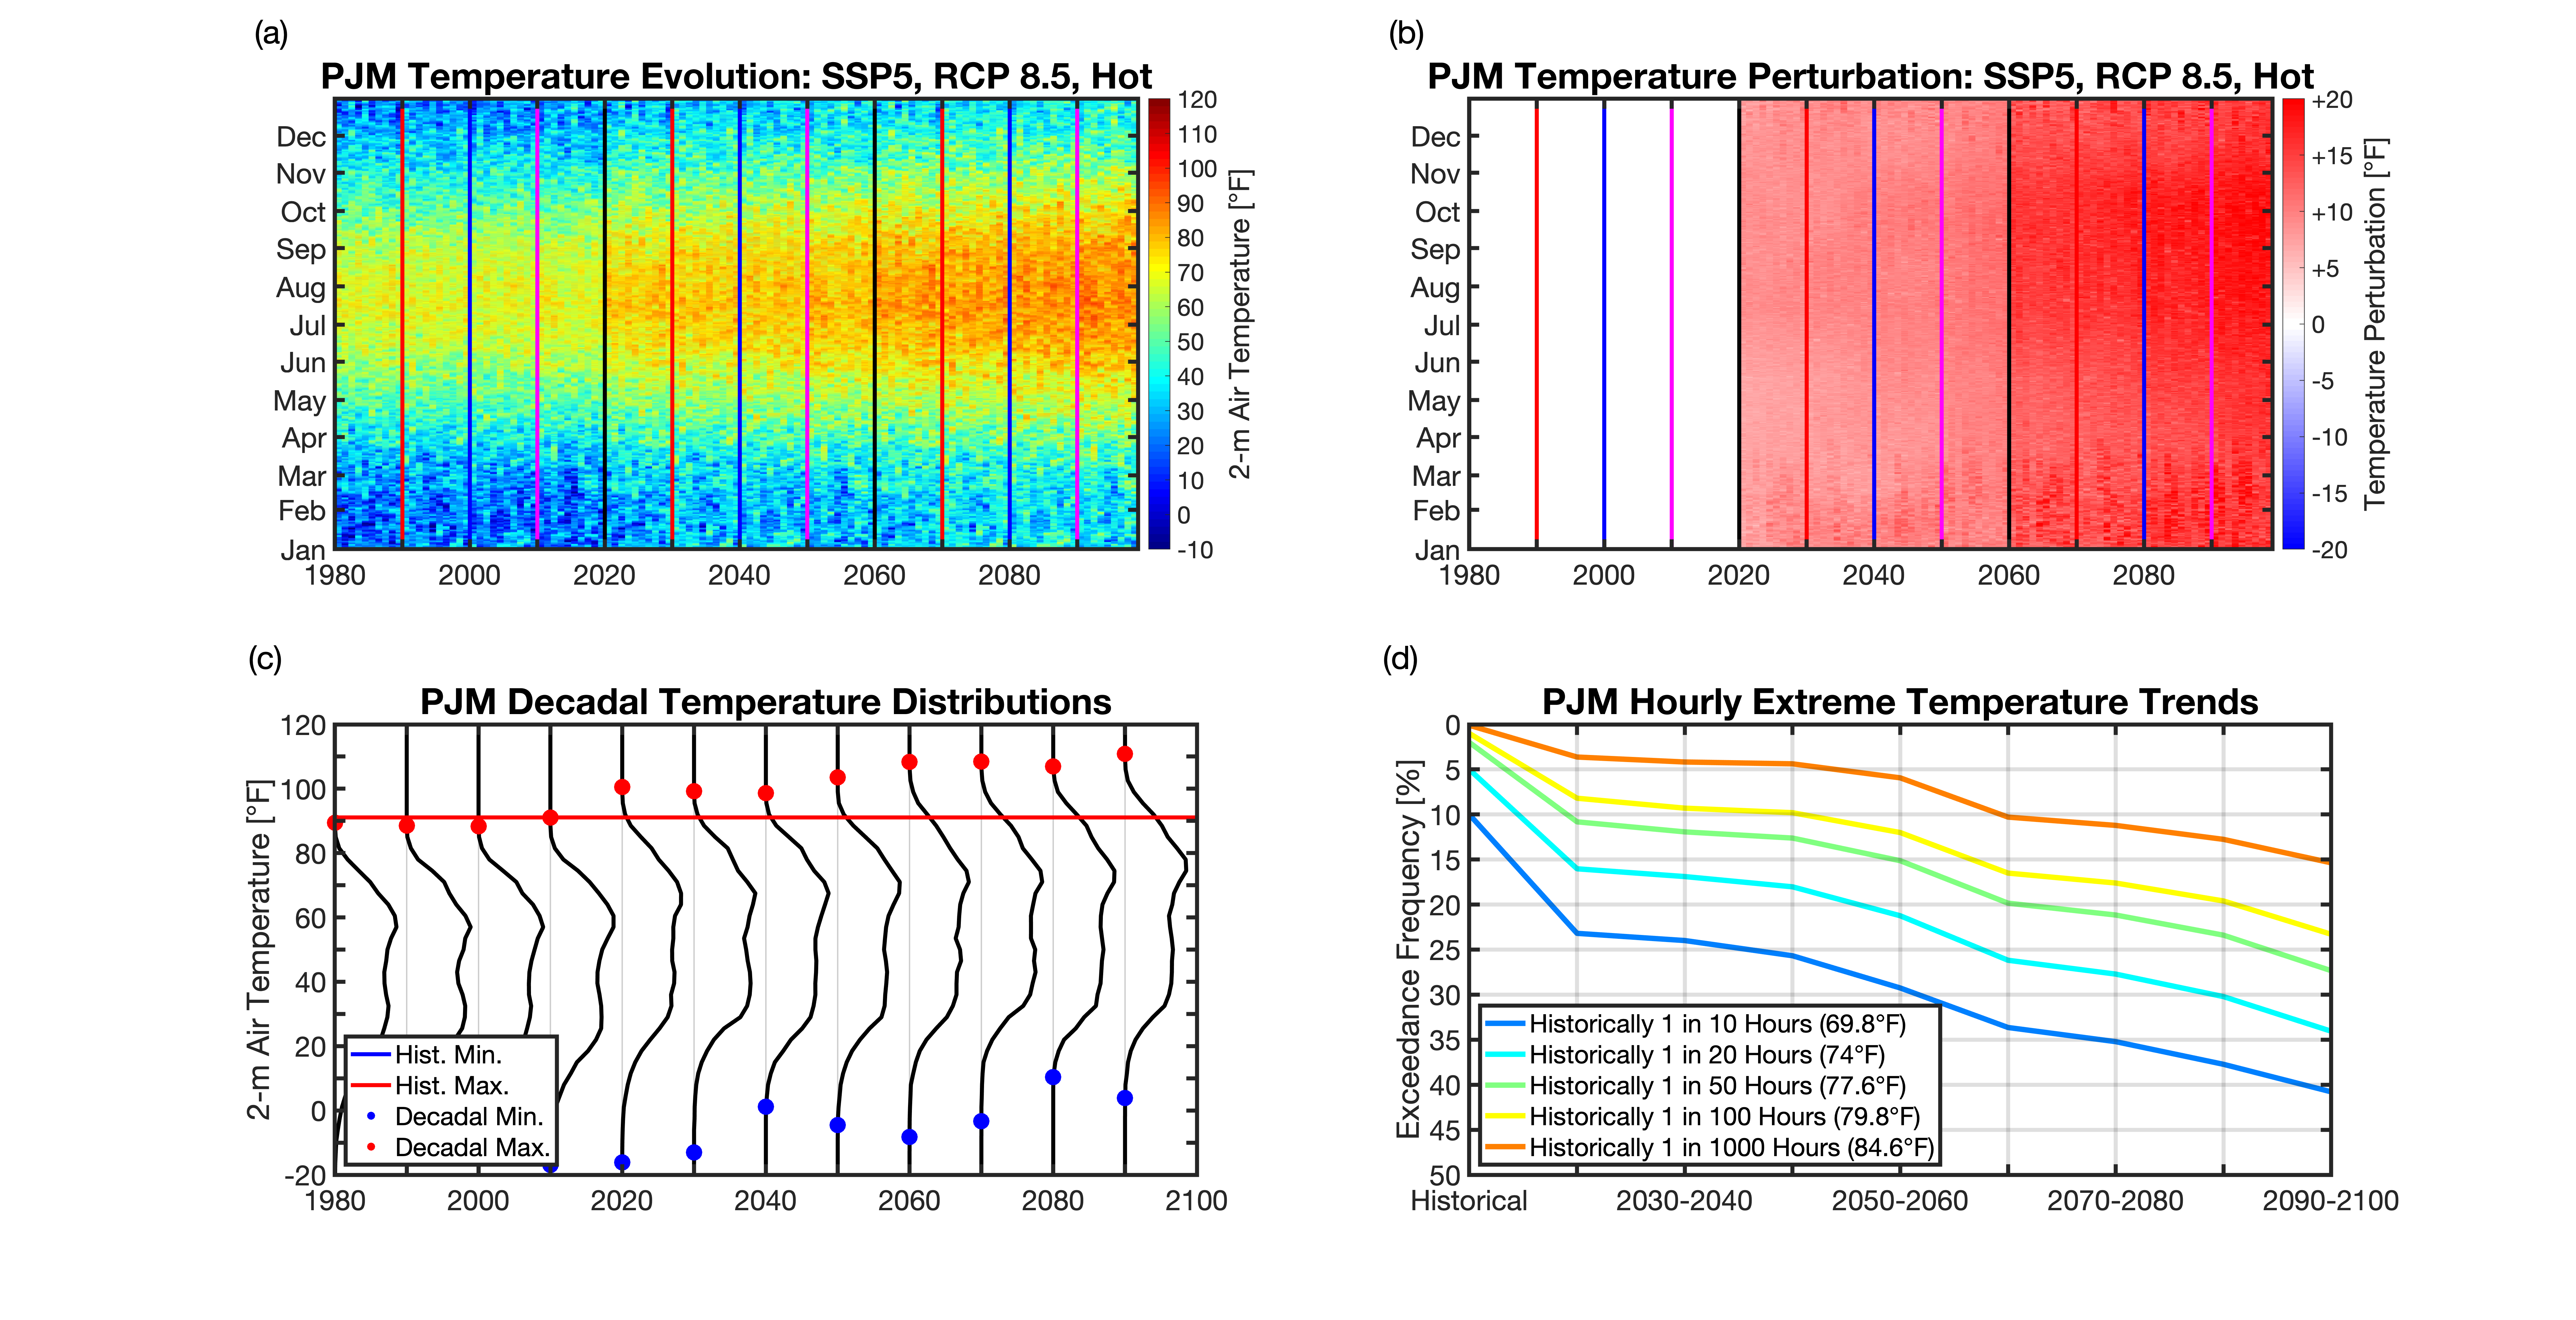 (a)
PJM Temperature Evolution: SSP5, RCP 8.5, Hot
Dec
Nov
Oct
Sep
Aug
Jul
Jun
May
Apr
Mar
Feb
Jan
1980 2000 2020 2040 2060 2080
120
110
100
90
80
70
60
50
40
30
20
10
0
-10
2-m Air Temperature [°F]
(b)
PJM Temperature Perturbation: SSP5, RCP 8.5, Hot
Dec
Nov
Oct
Sep
Aug
Jul
Jun
May
Apr
Mar
Feb
Jan
1980 2000 2020 2040 2060 2080
+20
+15
+10
+5
0
-5
-10
-15
-20
Temperature Perturbation [°F]
(c)
PJM Decadal Temperature Distributions
2-m Air Temperature [°F]
120
100
80
60
40
20
0
-20
Hist. Min.
Hist. Max.
Decadal Min.
Decadal Max.
1980 2000 2020 2040 2060 2080 2100
(d)
PJM Hourly Extreme Temperature Trends
Exceedance Frequency [%]
0
5
10
15
20
25
30
35
40
45
50
Historically 1 in 10 Hours (69.8°F)
Historically 1 in 20 Hours (74°F)
Historically 1 in 50 Hours (77.6°F)
Historically 1 in 100 Hours (79.8°F)
Historically 1 in 1000 Hours (84.6°F)
Historical 2030-2040 2050-2060 2070-2080 2090-2100